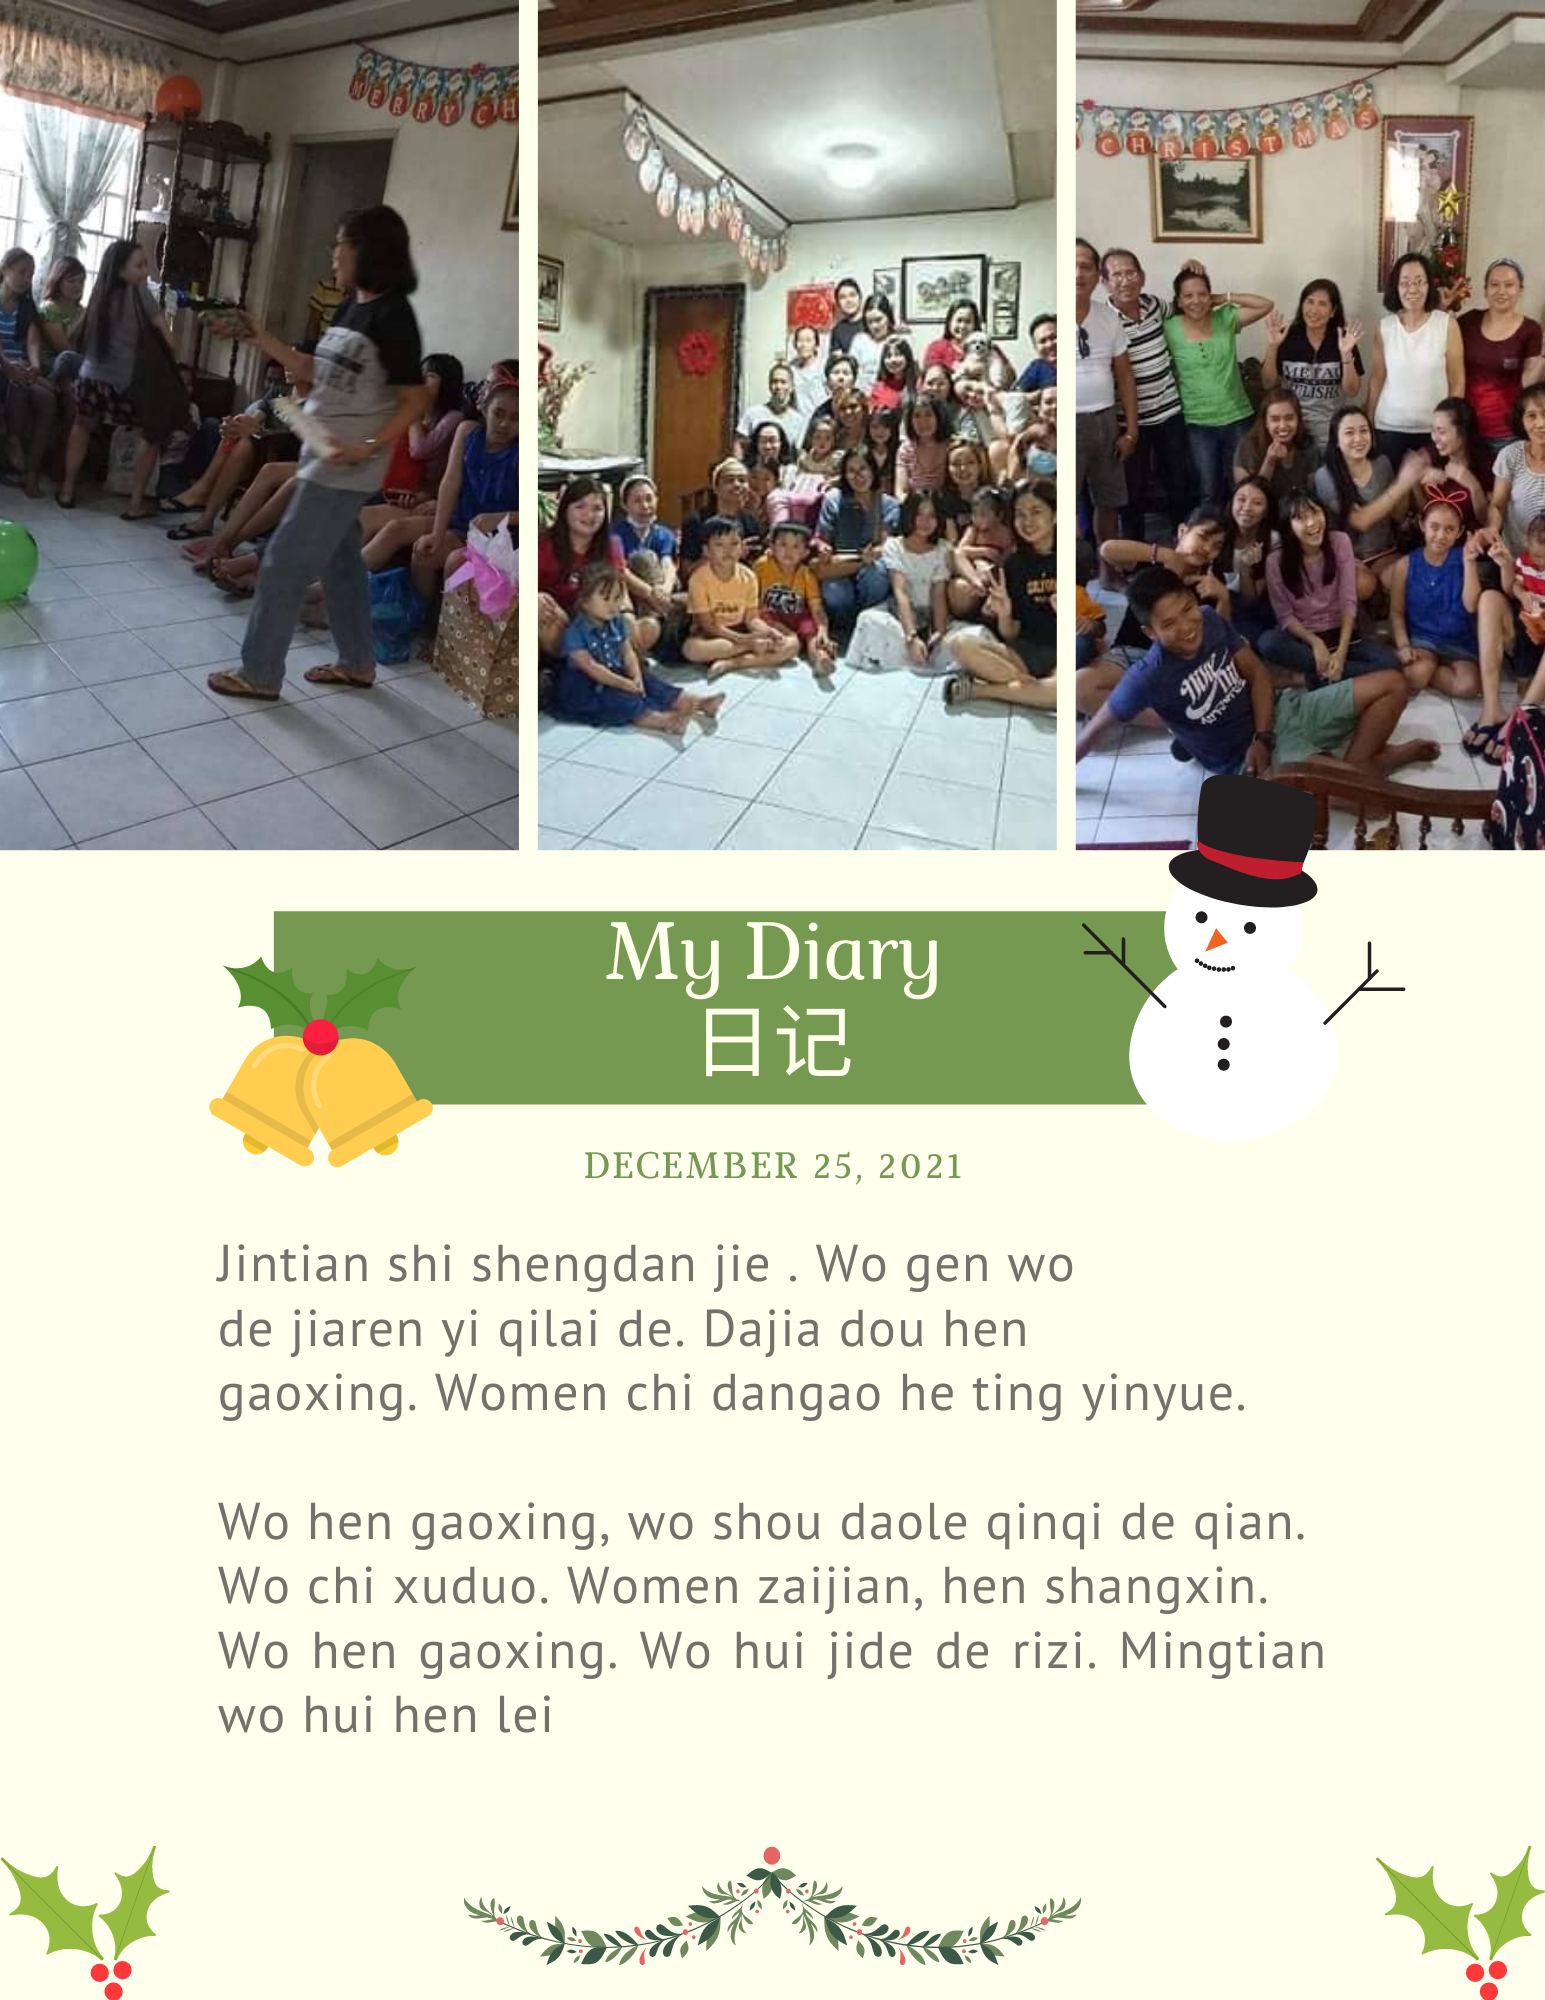 MERRY CH
CHRISTMAS
METAL
My Diary
日记
DECEMBER 25, 2021
Jintian shi shengdan jie . Wo gen wo
de jiaren yi qilai de. Dajia dou hen
gaoxing. Women chi dangao he ting yinyue.
Wo hen gaoxing, wo shou daole qinqi de qian.
Wo chi xuduo. Women zaijian, hen shangxin.
Wo hen gaoxing. Wo hui jide de rizi. Mingtian
wo hui hen lei